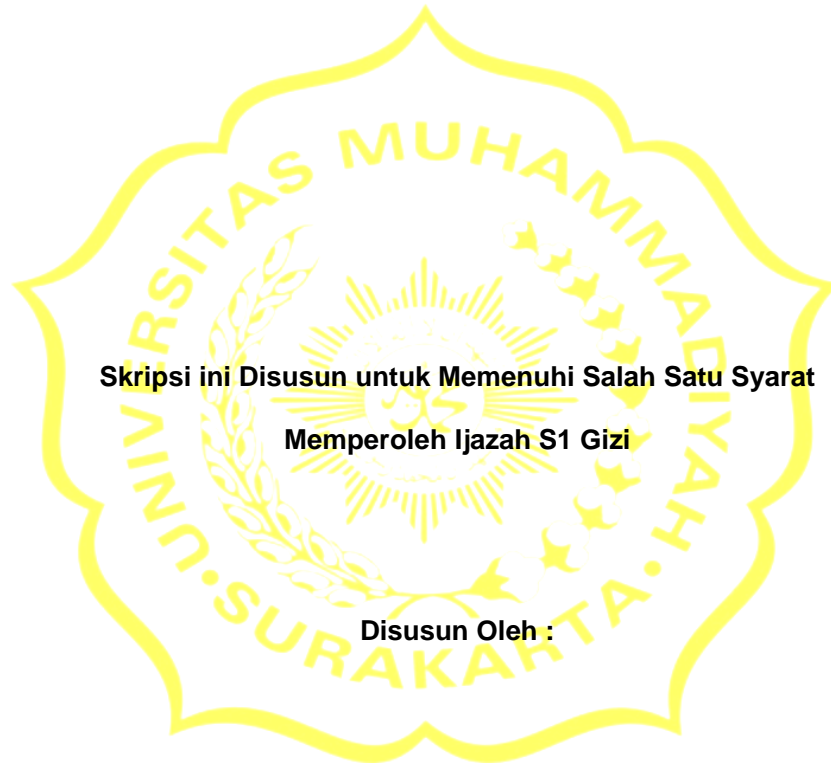 UNIVERSITAS MUHAMMADIYAH
Skripsi ini Disusun untuk Memenuhi Salah Satu Syarat
Memperoleh Ijazah S1 Gizi
Disusun Oleh :
•SURAKARTA•